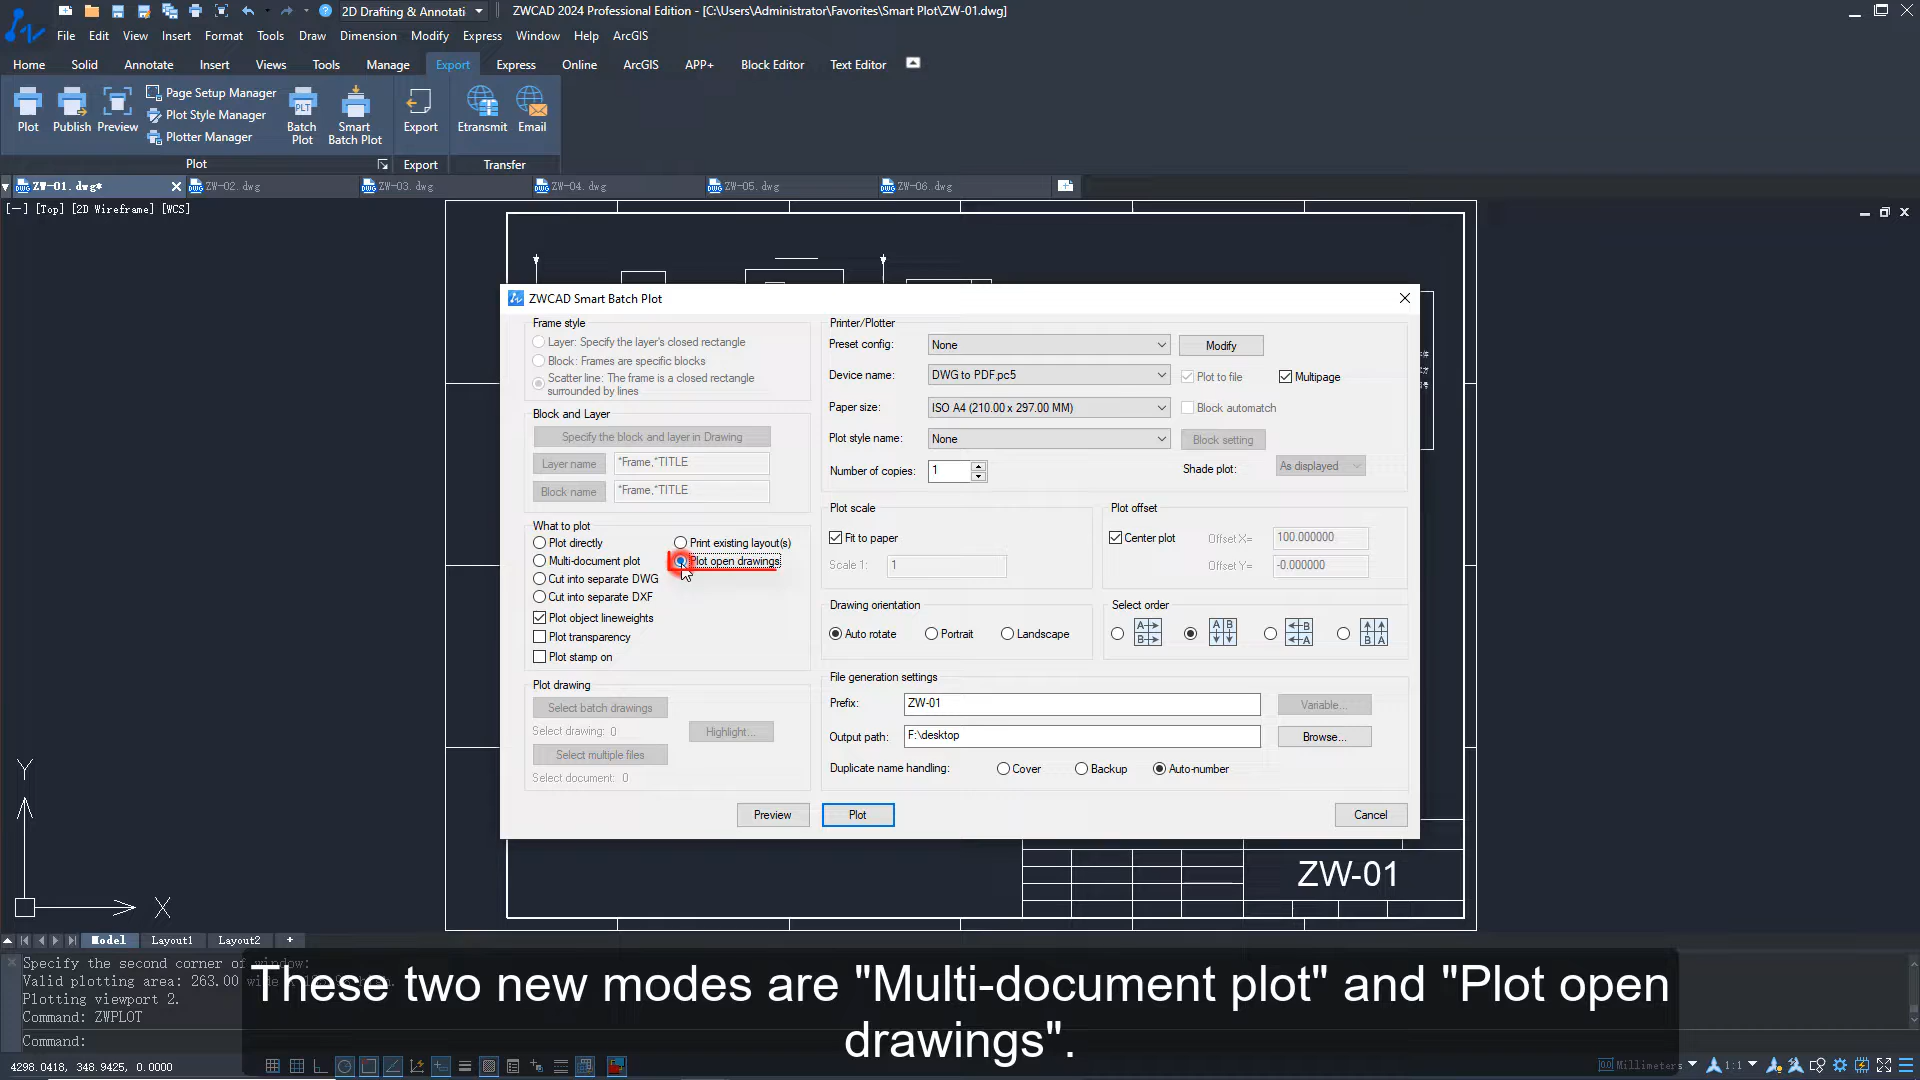 2D Drafting & Annotati
ZWCAD 2024 Professional Edition - [C:\Users\Administrator\Favorites\Smart Plot\ZW-01.dwg]
File Edit View Insert Format Tools Draw Dimension Modify Express Window Help ArcGIS
Home Solid Annotate Insert Views Tools Manage Export Express Online ArcGIS APP+ Block Editor Text Editor
Plot Publish Preview
Page Setup Manager
Plot Style Manager
Plotter Manager
PLT
Batch Plot
Smart Batch Plot
Export
Etransmit Email
Plot Export Transfer
ZW-01.dwg* ZW-02.dwg ZW-03.dwg ZW-04.dwg ZW-05.dwg ZW-06.dwg
[—] [Top] [2D Wireframe] [WCS]
ZWCAD Smart Batch Plot
Frame style
Layer: Specify the layer's closed rectangle
Block: Frames are specific blocks
Scatter line: The frame is a closed rectangle
surrounded by lines
Block and Layer
Specify the block and layer in Drawing
Layer name *Frame,*TITLE
Block name *Frame,*TITLE
What to plot
Plot directly Print existing layout(s)
Multi-document plot Plot open drawings
Cut into separate DWG
Cut into separate DXF
Plot object lineweights
Plot transparency
Plot stamp on
Plot drawing
Select batch drawings
Select drawing: 0 Highlight...
Select multiple files
Select document: 0
Printer/Plotter
Preset config: None Modify
Device name: DWG to PDF.pc5 Plot to file Multipage
Paper size: ISO A4 (210.00 x 297.00 MM) Block automatch
Plot style name: None Block setting
Number of copies: 1 Shade plot: As displayed
Plot scale
Fit to paper
Scale 1: 1
Plot offset
Center plot Offset X= 100.000000
Offset Y= -0.000000
Drawing orientation
Auto rotate Portrait Landscape
Select order
A B A B B A B A
File generation settings
Prefix: ZW-01 Variable...
Output path: F:\desktop Browse...
Duplicate name handling: Cover Backup Auto-number
Preview Plot Cancel
ZW-01
Y
X
Model Layout1 Layout2 +
Specify the second corner of window:
Valid plotting area: 263.00 wide
Plotting viewport 2.
Command: ZWPLOT
Command:
These two new modes are "Multi-document plot" and "Plot open
drawings".
4298.0418, 348.9425, 0.0000
Millimeters 1:1